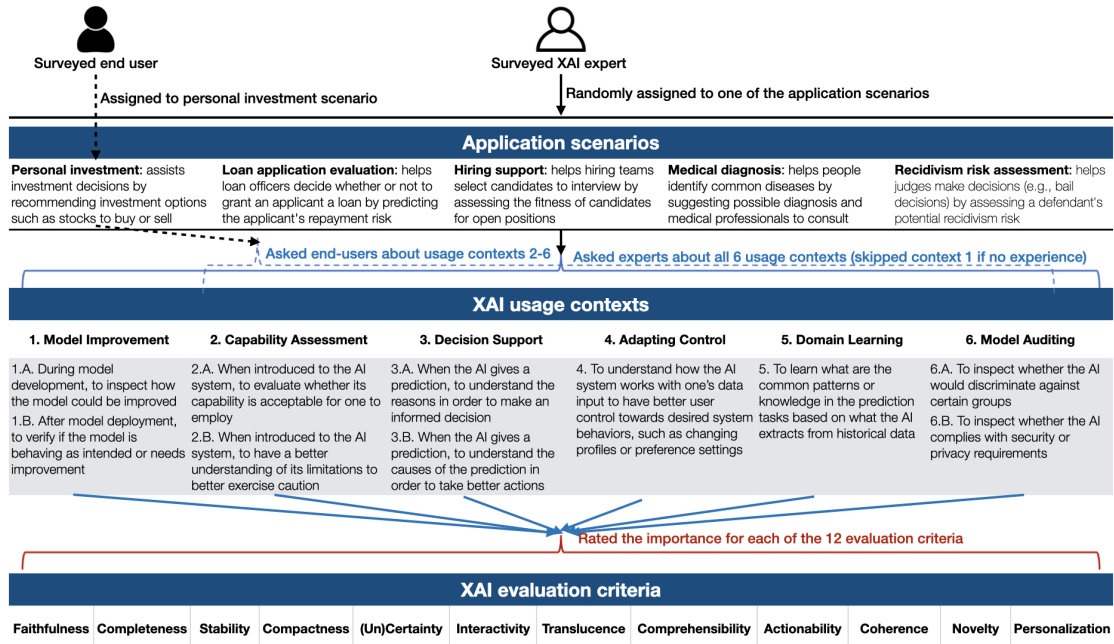 Surveyed end user
Surveyed XAI expert
Assigned to personal investment scenario
Randomly assigned to one of the application scenarios
Application scenarios
Personal investment: assists
investment decisions by
recommending investment options
such as stocks to buy or sell
Loan application evaluation: helps
loan officers decide whether or not to
grant an applicant a loan by predicting
the applicant's repayment risk
Hiring support: helps hiring teams
select candidates to interview by
assessing the fitness of candidates
for open positions
Medical diagnosis: helps people
identify common diseases by
suggesting possible diagnosis and
medical professionals to consult
Recidivism risk assessment: helps
judges make decisions (e.g., bail
decisions) by assessing a defendant's
potential recidivism risk
Asked end-users about usage contexts 2-6
Asked experts about all 6 usage contexts (skipped context 1 if no experience)
XAI usage contexts
1. Model Improvement
2. Capability Assessment
3. Decision Support
4. Adapting Control
5. Domain Learning
6. Model Auditing
1.A. During model
development, to inspect how
the model could be improved
1.B. After model deployment,
to verify if the model is
behaving as intended or needs
improvement
2.A. When introduced to the AI
system, to evaluate whether its
capability is acceptable for one to
employ
2.B. When introduced to the AI
system, to have a better
understanding of its limitations to
better exercise caution
3.A. When the AI gives a
prediction, to understand the
reasons in order to make an
informed decision
3.B. When the AI gives a
prediction, to understand the
causes of the prediction in
order to take better actions
4. To understand how the AI
system works with one's data
input to have better user
control towards desired system
behaviors, such as changing
profiles or preference settings
5. To learn what are the
common patterns or
knowledge in the prediction
tasks based on what the AI
extracts from historical data
6.A. To inspect whether the AI
would discriminate against
certain groups
6.B. To inspect whether the AI
complies with security or
privacy requirements
Rated the importance for each of the 12 evaluation criteria
XAI evaluation criteria
Faithfulness
Completeness
Stability
Compactness
(Un)Certainty
Interactivity
Translucence
Comprehensibility
Actionability
Coherence
Novelty
Personalization